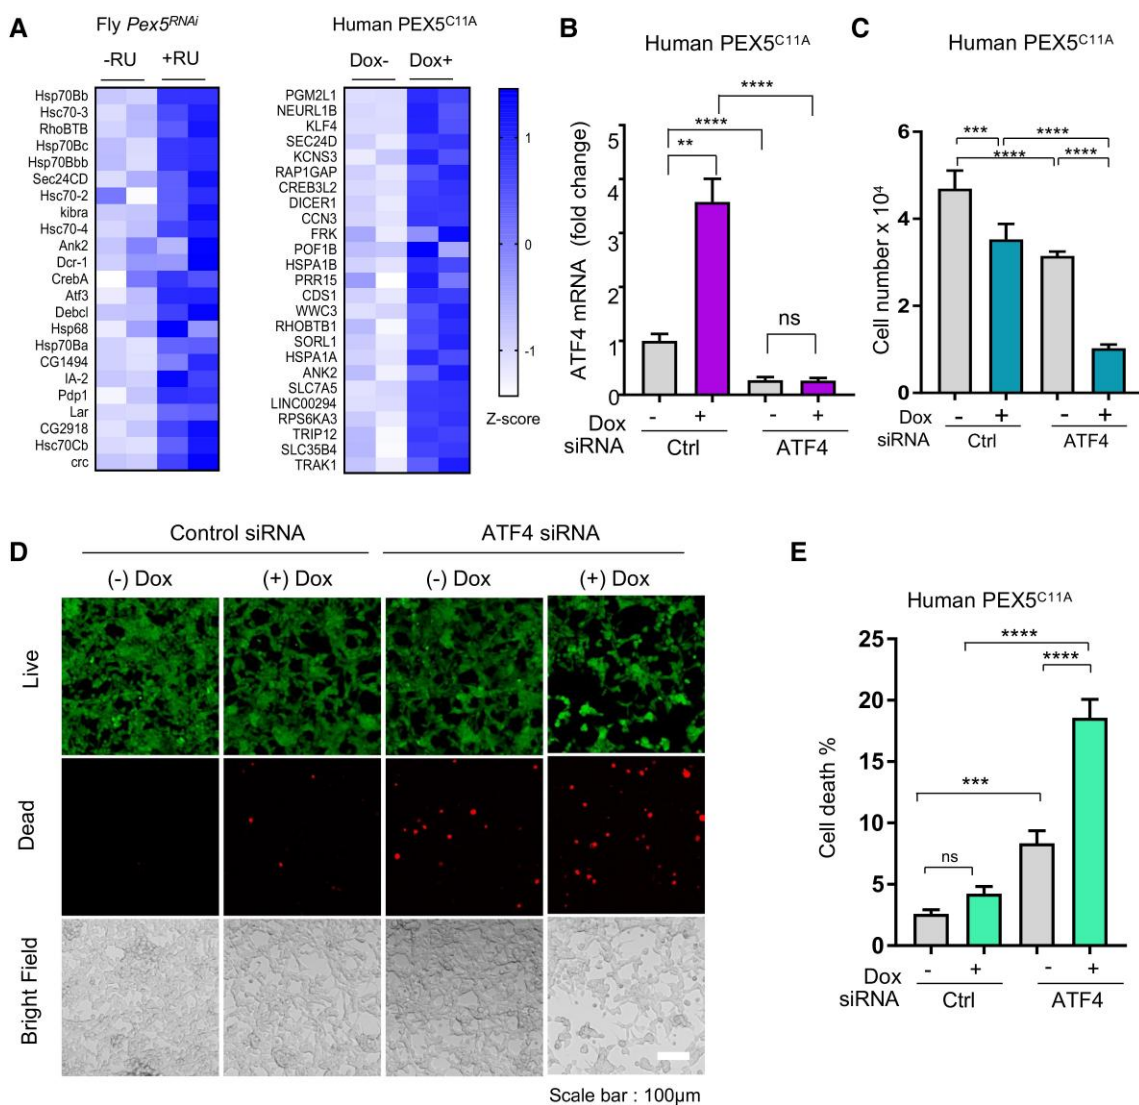 A
Fly Pex5RNAi
-RU +RU
Hsp70Bb
Hsc70-3
RhoBTB
Hsp70Bc
Hsp70Bbb
Sec24CD
Hsc70-2
kibra
Hsc70-4
Ank2
Dcr-1
CrebA
Atf3
Debcl
Hsp68
Hsp70Ba
CG1494
IA-2
Pdp1
Lar
CG2918
Hsc70Cb
crc
Human PEX5C11A
Dox- Dox+
PGM2L1
NEURL1B
KLF4
SEC24D
KCNS3
RAP1GAP
CREB3L2
DICER1
CCN3
FRK
POF1B
HSPA1B
PRR15
CDS1
WWC3
RHOBTB1
SORL1
HSPA1A
ANK2
SLC7A5
LINC00294
RPS6KA3
TRIP12
SLC35B4
TRAK1
1
0
-1
Z-score
B
Human PEX5C11A
****
****
**
ns
ATF4 mRNA (fold change)
5
4
3
2
1
0
Dox - + - +
siRNA Ctrl ATF4
C
Human PEX5C11A
*** ****
**** ****
Cell number x 104
6
4
2
0
Dox - + - +
siRNA Ctrl ATF4
D
Control siRNA ATF4 siRNA
(-) Dox (+) Dox (-) Dox (+) Dox
Live
Dead
Bright Field
Scale bar : 100μm
E
Human PEX5C11A
****
****
***
ns
Cell death %
25
20
15
10
5
0
Dox - + - +
siRNA Ctrl ATF4